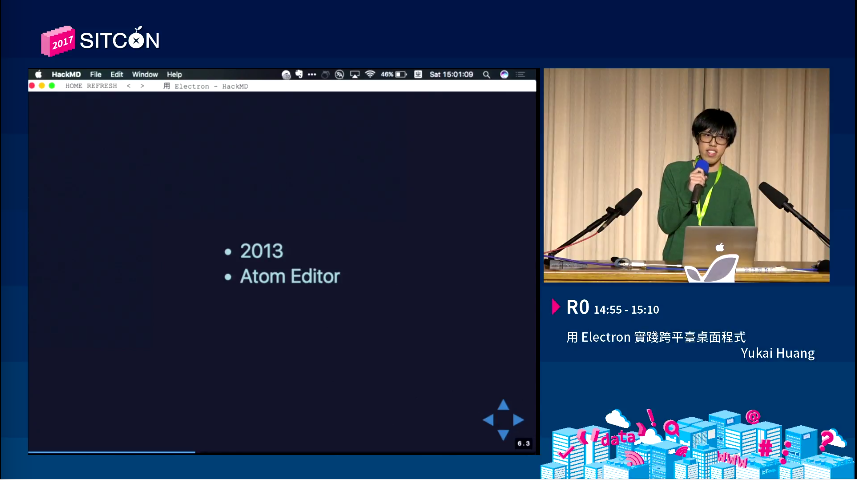 2017 SITCON
HackMD File Edit Window Help 46% Sat 15:01:09
HOME REFRESH < > 用 Electron - HackMD
• 2013
• Atom Editor
6.3
R0 14:55 - 15:10
用 Electron 實踐跨平臺桌面程式
Yukai Huang
data
www